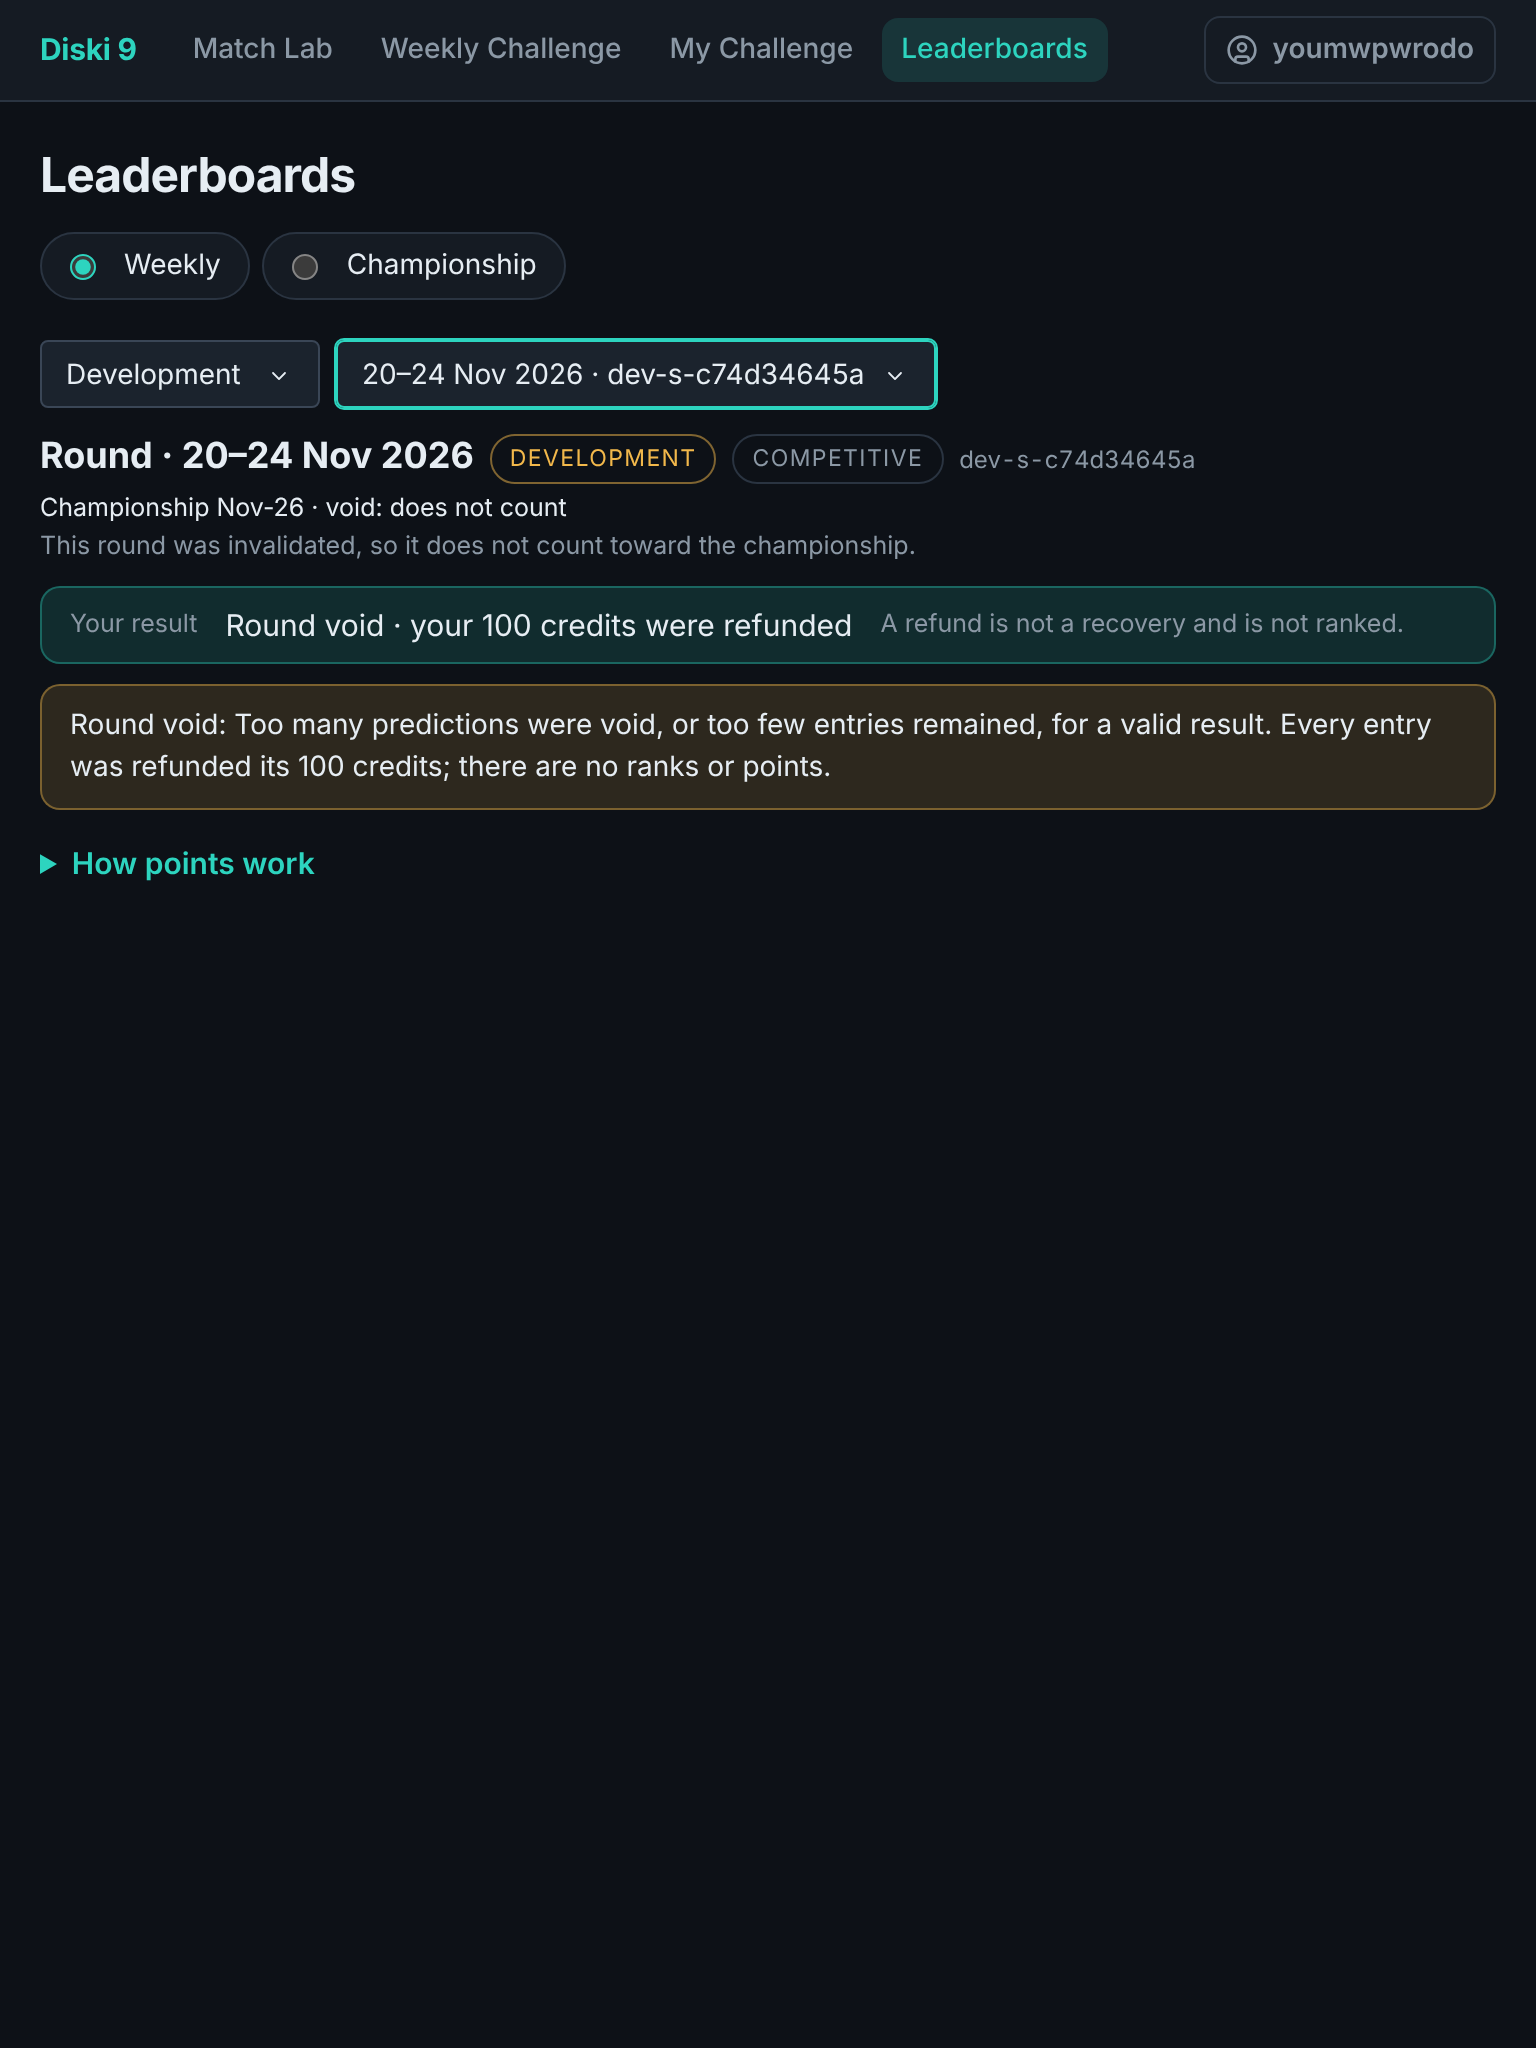 Diski 9 Match Lab Weekly Challenge My Challenge Leaderboards youmwpwrodo
Leaderboards
Weekly Championship
Development 20–24 Nov 2026 · dev-s-c74d34645a
Round · 20–24 Nov 2026 DEVELOPMENT COMPETITIVE dev-s-c74d34645a
Championship Nov-26 · void: does not count
This round was invalidated, so it does not count toward the championship.
Your result Round void · your 100 credits were refunded A refund is not a recovery and is not ranked.
Round void: Too many predictions were void, or too few entries remained, for a valid result. Every entry
was refunded its 100 credits; there are no ranks or points.
How points work